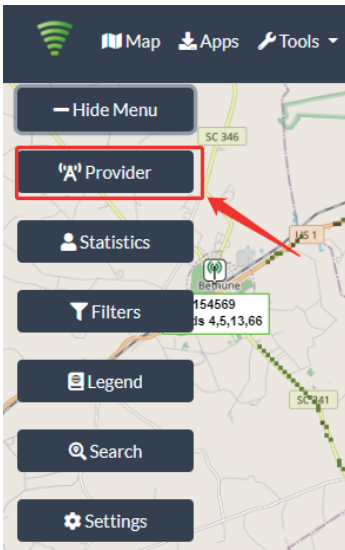 Map Apps Tools
Hide Menu
SC 346
Provider
Statistics
US 1
Bethune
Filters
154569
ds 4,5,13,66
Legend
SC 341
Search
Settings